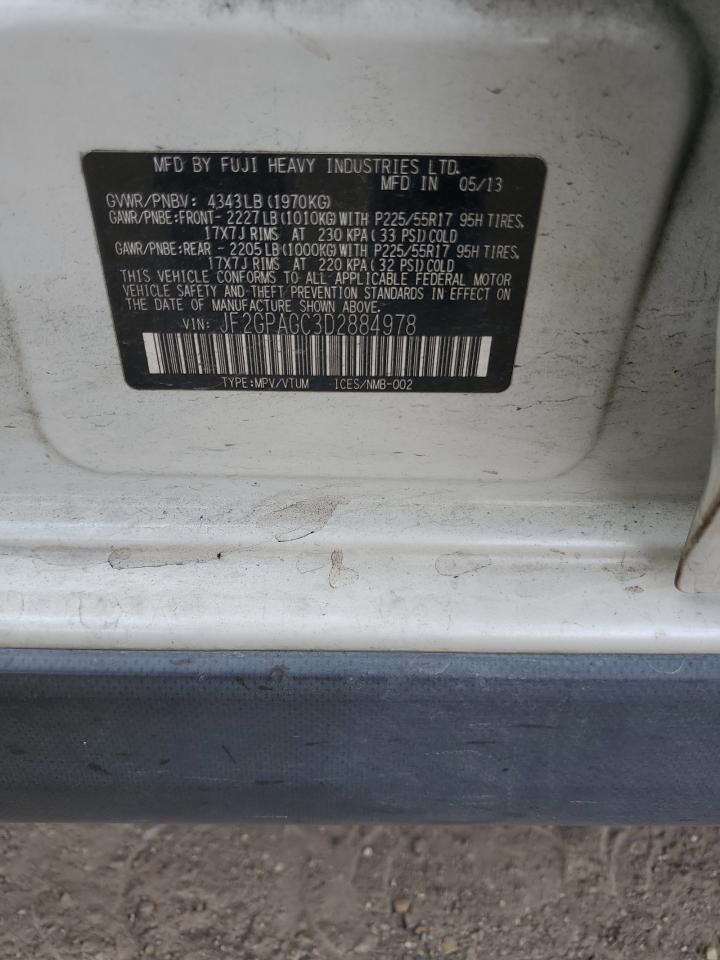 MFD BY FUJI HEAVY INDUSTRIES LTD.
MFD IN 05/13
GVWR/PNBV: 4343LB(1970KG)
GAWR/PNBE:FRONT- 2227LB(1010KG)WITH P225/55R17 95H TIRES,
17X7J RIMS AT 230 KPA(33 PSI)COLD
GAWR/PNBE:REAR - 2205LB(1000KG)WITH P225/55R17 95H TIRES,
17X7J RIMS AT 220 KPA(32 PSI)COLD
THIS VEHICLE CONFORMS TO ALL APPLICABLE FEDERAL MOTOR
VEHICLE SAFETY AND THEFT PREVENTION STANDARDS IN EFFECT ON
THE DATE OF MANUFACTURE SHOWN ABOVE.
VIN: JF2GPAGC3D2884978
TYPE:MPV/VTUM ICES/NMB-002